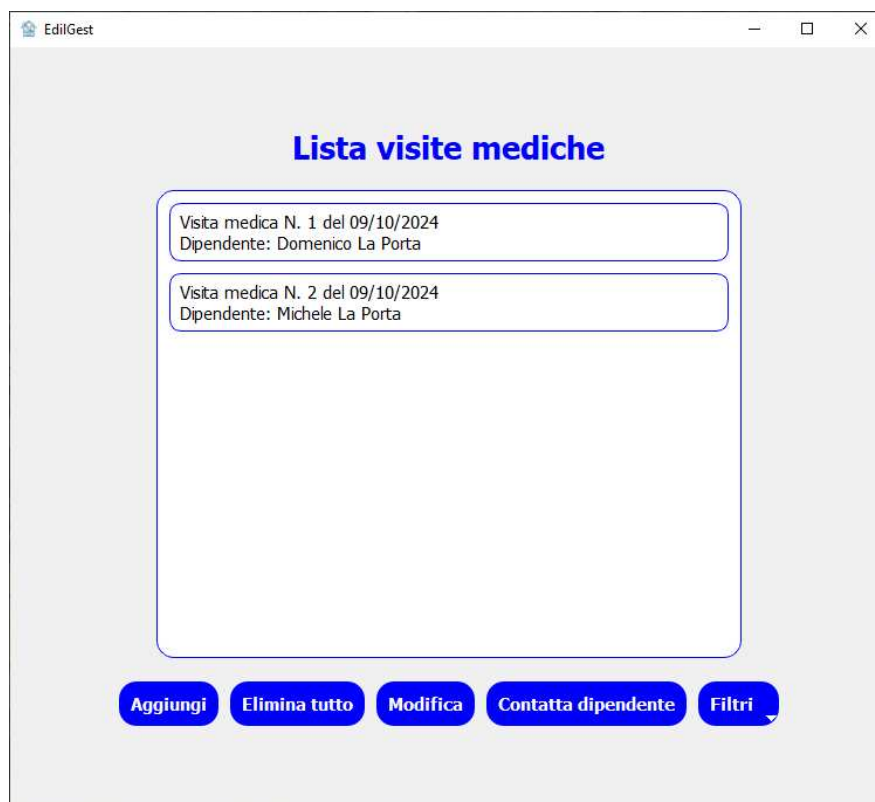 EdilGest
Lista visite mediche
Visita medica N. 1 del 09/10/2024
Dipendente: Domenico La Porta
Visita medica N. 2 del 09/10/2024
Dipendente: Michele La Porta
Aggiungi Elimina tutto Modifica Contatta dipendente Filtri